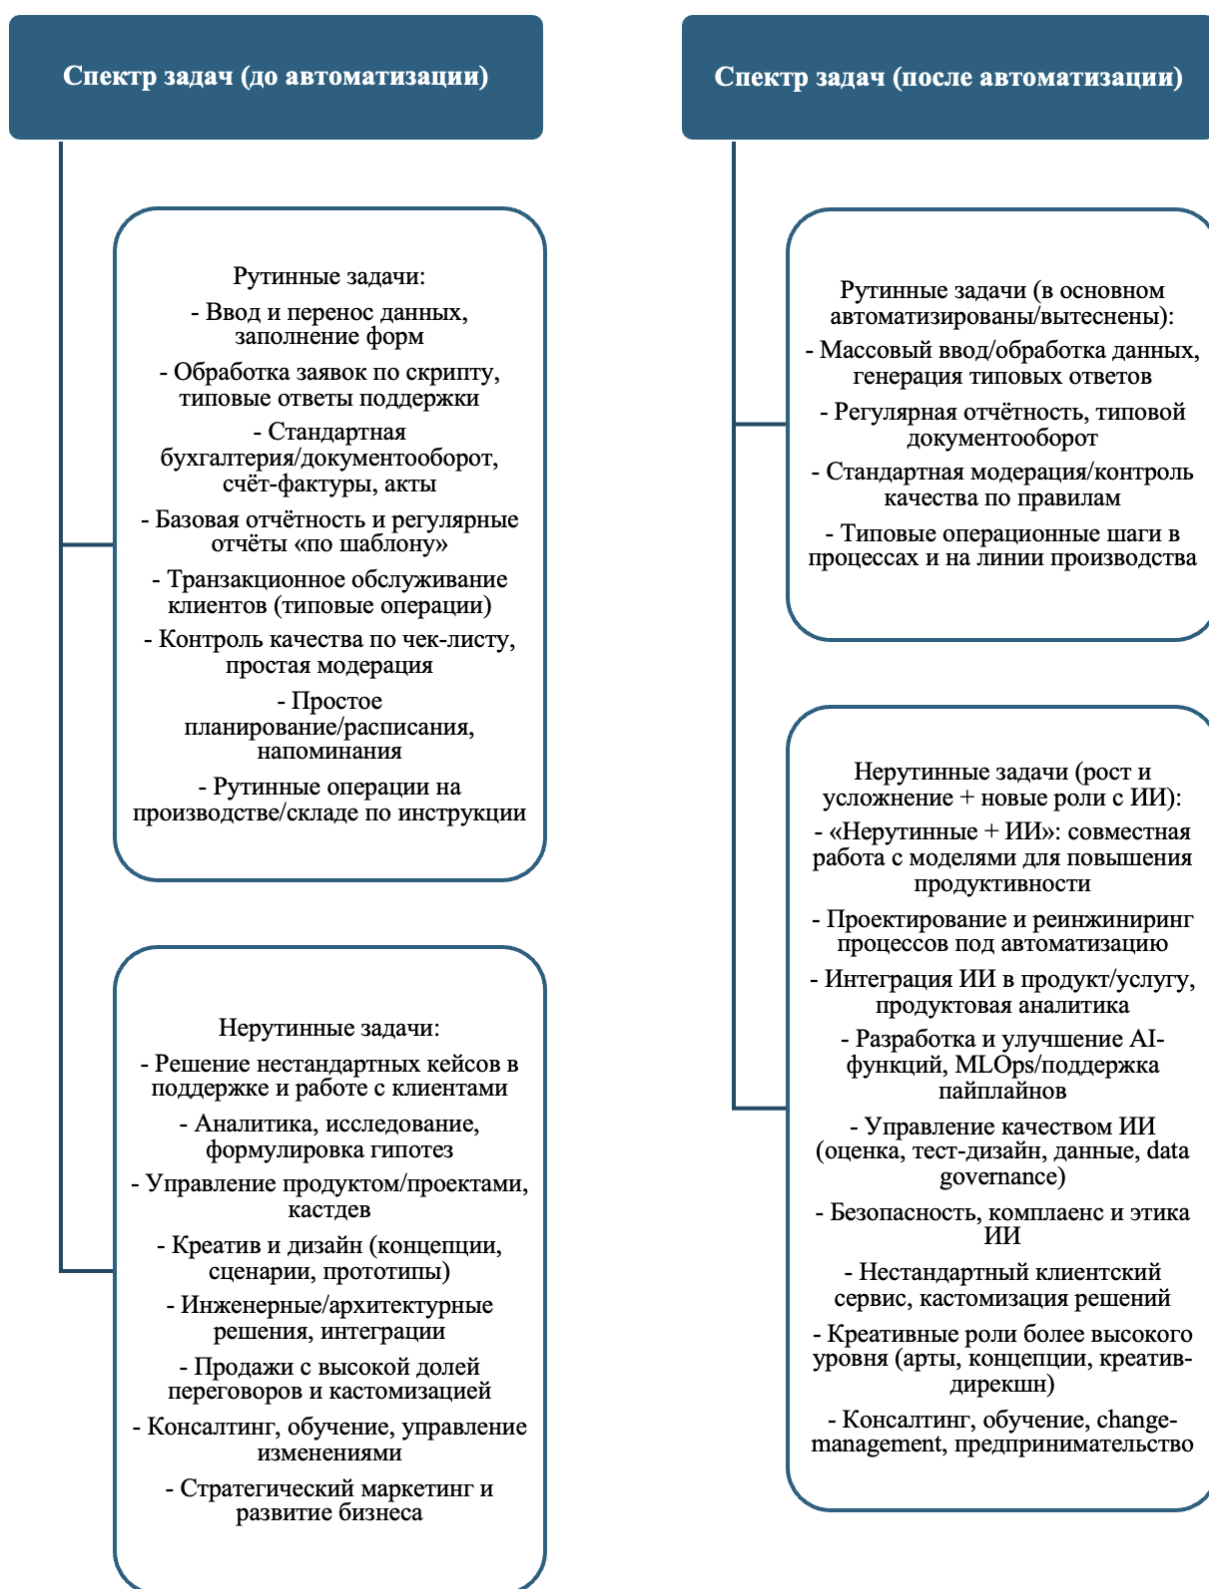 Спектр задач (до автоматизации)
Рутинные задачи:
- Ввод и перенос данных,
заполнение форм
- Обработка заявок по скрипту,
типовые ответы поддержки
- Стандартная
бухгалтерия/документооборот,
счёт-фактуры, акты
- Базовая отчётность и регулярные
отчёты «по шаблону»
- Транзакционное обслуживание
клиентов (типовые операции)
- Контроль качества по чек-листу,
простая модерация
- Простое
планирование/расписания,
напоминания
- Рутинные операции на
производстве/складе по инструкции
Нерутинные задачи:
- Решение нестандартных кейсов в
поддержке и работе с клиентами
- Аналитика, исследование,
формулировка гипотез
- Управление продуктом/проектами,
кастдев
- Креатив и дизайн (концепции,
сценарии, прототипы)
- Инженерные/архитектурные
решения, интеграции
- Продажи с высокой долей
переговоров и кастомизацией
- Консалтинг, обучение, управление
изменениями
- Стратегический маркетинг и
развитие бизнеса
Спектр задач (после автоматизации)
Рутинные задачи (в основном
автоматизированы/вытеснены):
- Массовый ввод/обработка данных,
генерация типовых ответов
- Регулярная отчётность, типовой
документооборот
- Стандартная модерация/контроль
качества по правилам
- Типовые операционные шаги в
процессах и на линии производства
Нерутинные задачи (рост и
усложнение + новые роли с ИИ):
- «Нерутинные + ИИ»: совместная
работа с моделями для повышения
продуктивности
- Проектирование и реинжиниринг
процессов под автоматизацию
- Интеграция ИИ в продукт/услугу,
продуктовая аналитика
- Разработка и улучшение AI-
функций, MLOps/поддержка
пайплайнов
- Управление качеством ИИ
(оценка, тест-дизайн, данные, data
governance)
- Безопасность, комплаенс и этика
ИИ
- Нестандартный клиентский
сервис, кастомизация решений
- Креативные роли более высокого
уровня (арты, концепции, креатив-
дирекшн)
- Консалтинг, обучение, change-
management, предпринимательство